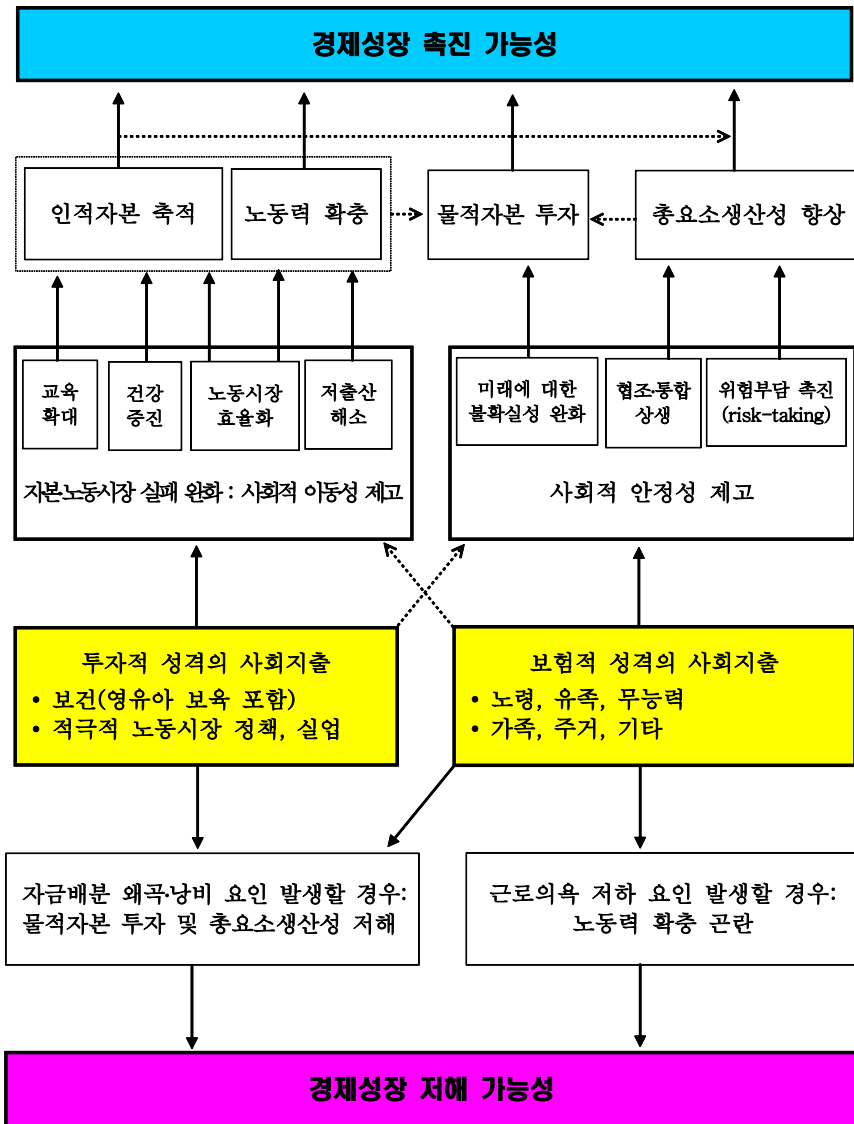 경제성장 촉진 가능성
인적자본 축적
노동력 확충
물적자본 투자
총요소생산성 향상
교육
확대
건강
증진
노동시장
효율화
저출산
해소
자본·노동시장 실패 완화 : 사회적 이동성 제고
미래에 대한
불확실성 완화
협조·통합
상생
위험부담 촉진
(risk-taking)
사회적 안정성 제고
투자적 성격의 사회지출
• 보건(영유아 보육 포함)
• 적극적 노동시장 정책, 실업
보험적 성격의 사회지출
• 노령, 유족, 무능력
• 가족, 주거, 기타
자금배분 왜곡·낭비 요인 발생할 경우:
물적자본 투자 및 총요소생산성 저해
근로의욕 저하 요인 발생할 경우:
노동력 확충 곤란
경제성장 저해 가능성